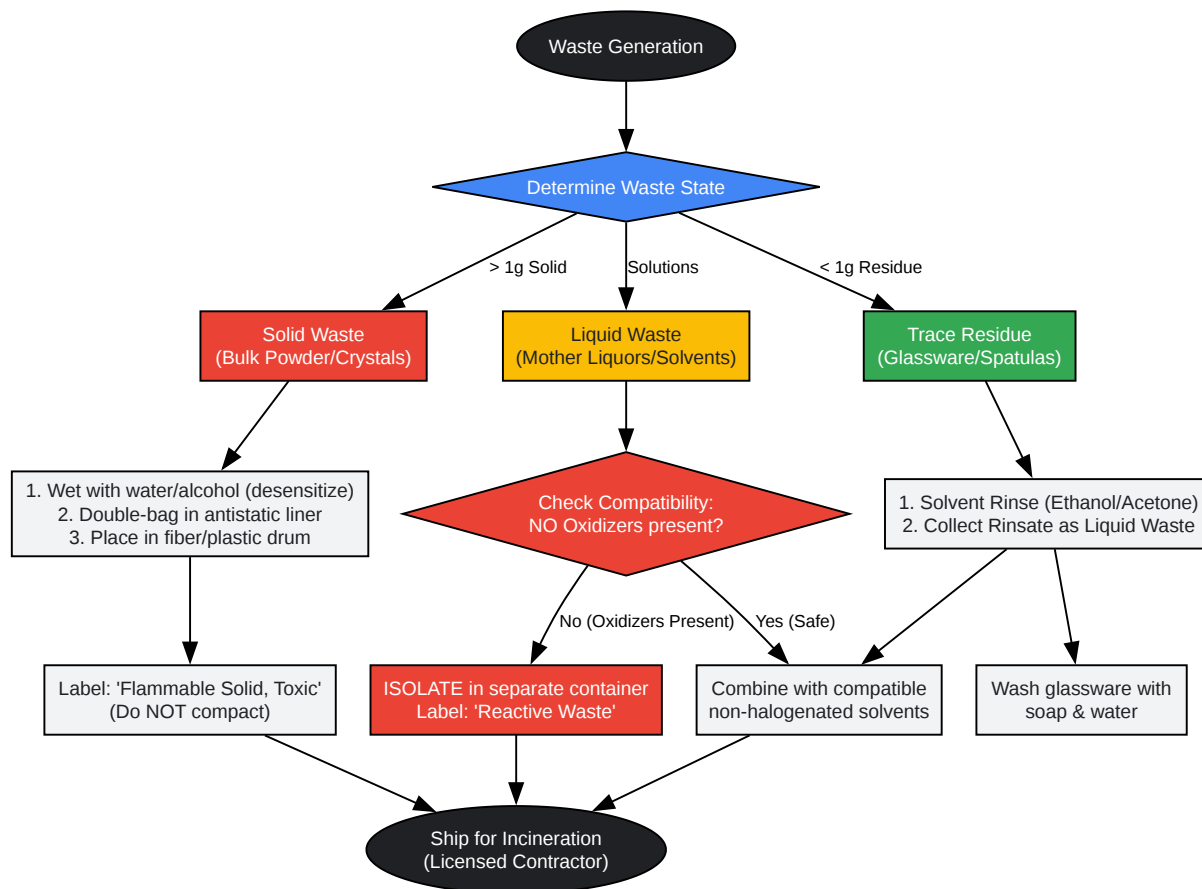 Waste Generation
Determine Waste State
> 1g Solid
Solutions
< 1g Residue
Solid Waste
(Bulk Powder/Crystals)
Liquid Waste
(Mother Liquors/Solvents)
Trace Residue
(Glassware/Spatulas)
1. Wet with water/alcohol (desensitize)
2. Double-bag in antistatic liner
3. Place in fiber/plastic drum
Check Compatibility:
NO Oxidizers present?
1. Solvent Rinse (Ethanol/Acetone)
2. Collect Rinsate as Liquid Waste
No (Oxidizers Present)
Yes (Safe)
Label: 'Flammable Solid, Toxic'
(Do NOT compact)
ISOLATE in separate container
Label: 'Reactive Waste'
Combine with compatible
non-halogenated solvents
Wash glassware with
soap & water
Ship for Incineration
(Licensed Contractor)